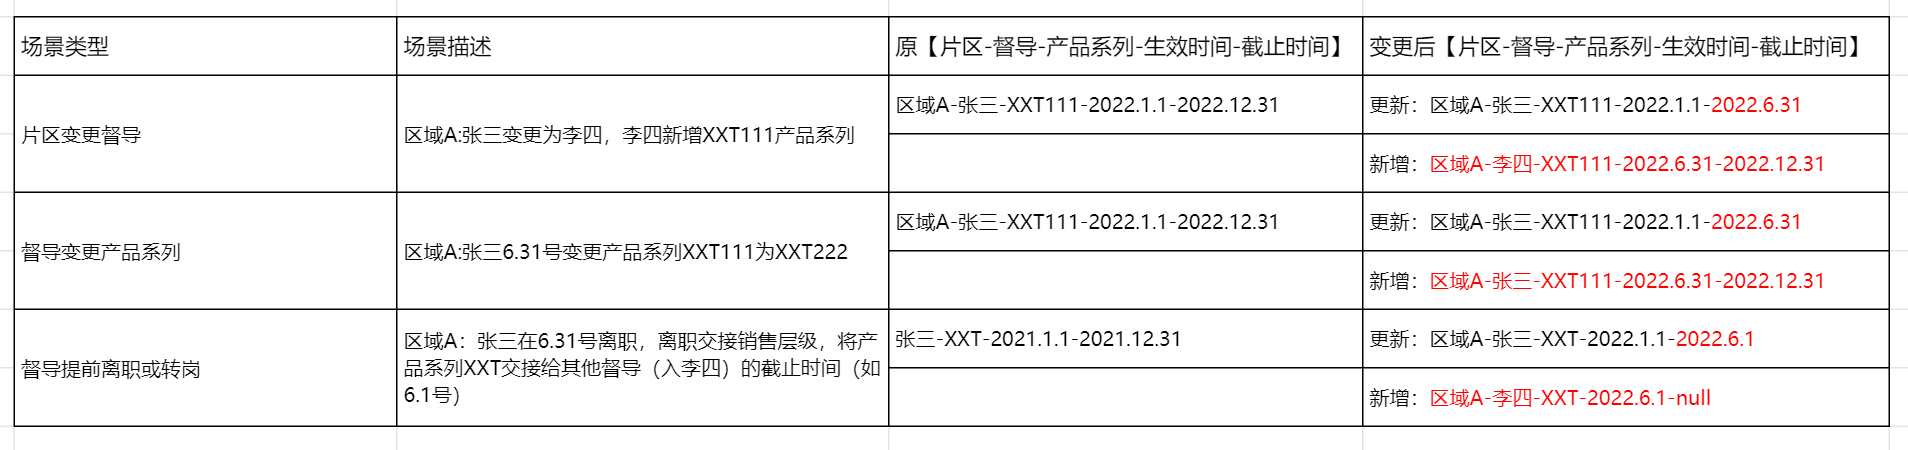 场景类型
场景描述
原【片区-督导-产品系列-生效时间-截止时间】
变更后【片区-督导-产品系列-生效时间-截止时间】
片区变更督导
区域A:张三变更为李四，李四新增XXT111产品系列
区域A-张三-XXT111-2022.1.1-2022.12.31
更新：区域A-张三-XXT111-2022.1.1-2022.6.31
新增：区域A-李四-XXT111-2022.6.31-2022.12.31
督导变更产品系列
区域A:张三6.31号变更产品系列XXT111为XXT222
区域A-张三-XXT111-2022.1.1-2022.12.31
更新：区域A-张三-XXT111-2022.1.1-2022.6.31
新增：区域A-张三-XXT111-2022.6.31-2022.12.31
督导提前离职或转岗
区域A：张三在6.31号离职，离职交接销售层级，将产
品系列XXT交接给其他督导（入李四）的截止时间（如
6.1号）
张三-XXT-2021.1.1-2021.12.31
更新：区域A-张三-XXT-2022.1.1-2022.6.1
新增：区域A-李四-XXT-2022.6.1-null